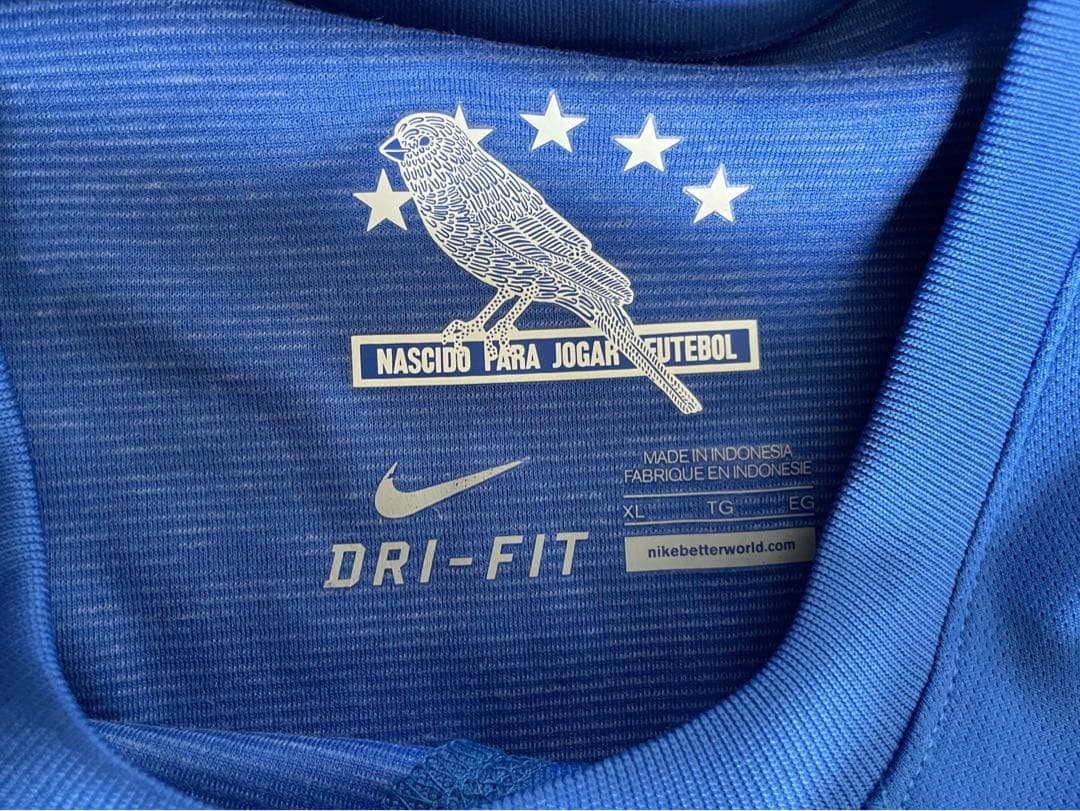 NASCIDO PARA JOGAR FUTEBOL
MADE IN INDONESIA
FABRIQUE EN INDONESIE
XL TG EG
nikebetterworld.com
DRI-FIT